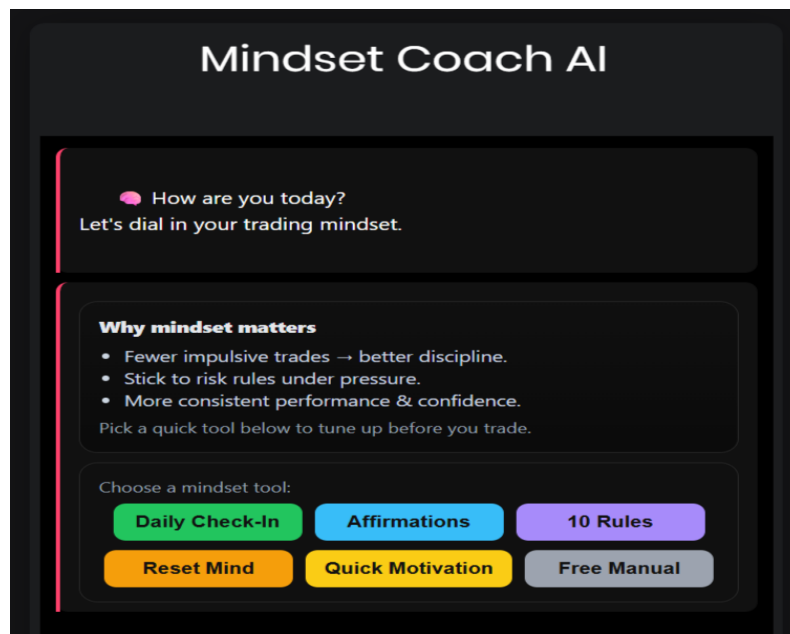 Mindset Coach AI
🧠 How are you today?
Let's dial in your trading mindset.
Why mindset matters
• Fewer impulsive trades → better discipline.
• Stick to risk rules under pressure.
• More consistent performance & confidence.
Pick a quick tool below to tune up before you trade.
Choose a mindset tool:
Daily Check-In Affirmations 10 Rules
Reset Mind Quick Motivation Free Manual